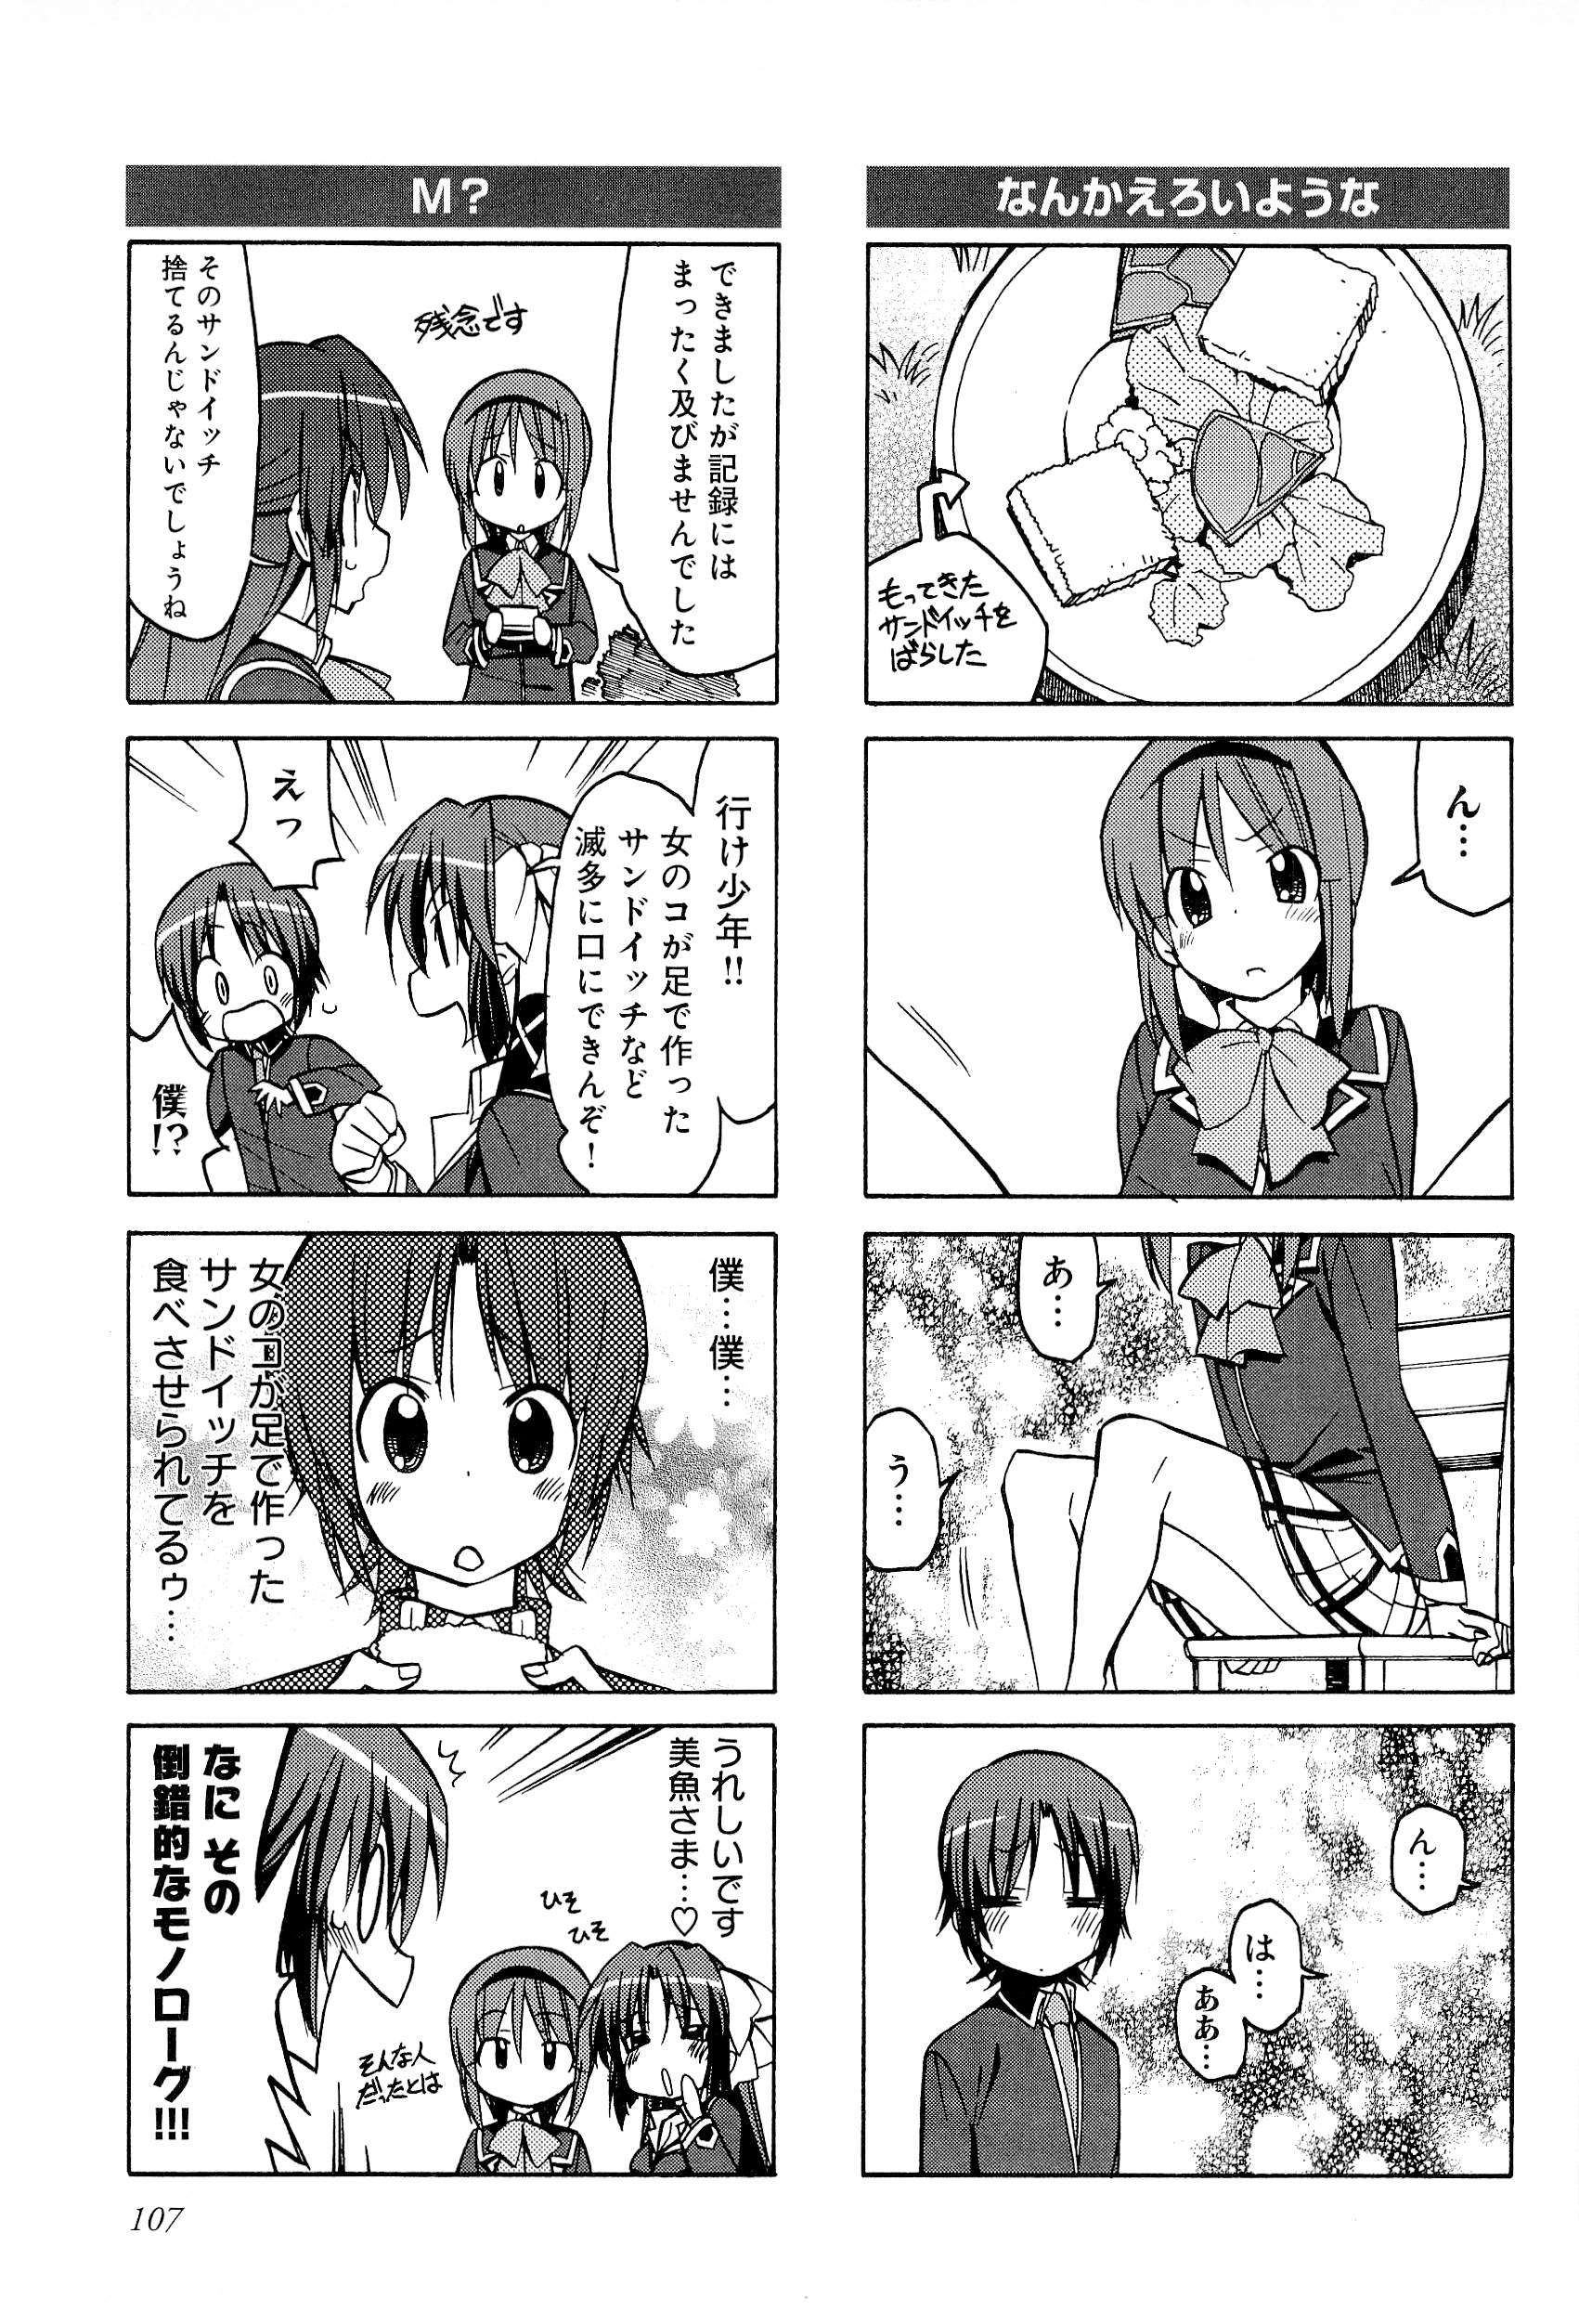 なんかえろいような
もってきた
サンドイッチを
ばらした
ん…
あ…
う…
ん…
は…
ああ…
M?
できましたが記録には
まったく及びませんでした
残念です
そのサンドイッチ
捨てるんじゃないでしょうね
行け少年!!
女のコが足で作った
サンドイッチなど
滅多に口にできんぞ!
えっ
僕!?
僕…僕…
女のコが足で作った
サンドイッチを
食べさせられてるゥ…
うれしいです
美魚さま…♡
ひそ
ひそ
そんな人
だったとは
なに その
倒錯的なモノローグ!!!
107